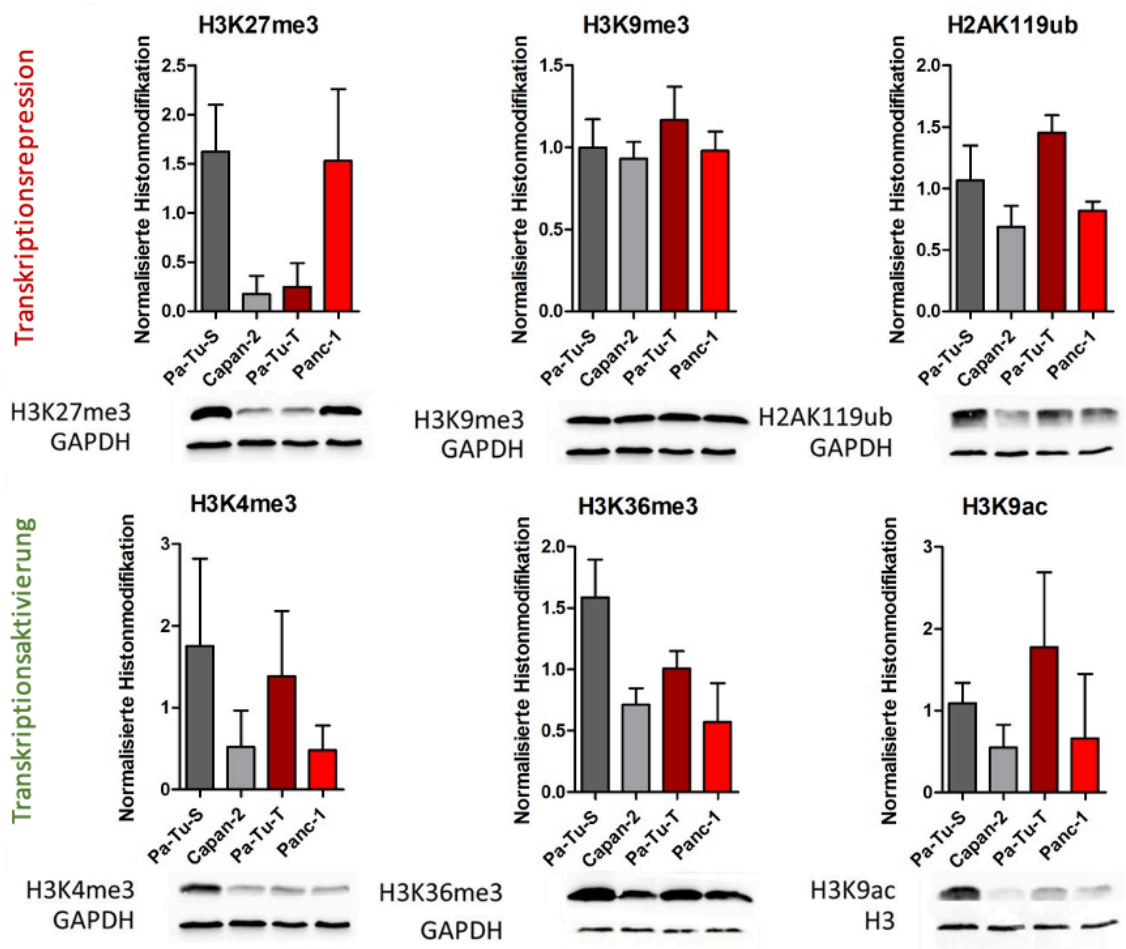 Transkriptionsrepression
H3K27me3
Normalisierte Histonmodifikation
2.5
2.0
1.5
1.0
0.5
0.0
Pa-Tu-S
Capan-2
Pa-Tu-T
Panc-1
H3K27me3
GAPDH
H3K9me3
Normalisierte Histonmodifikation
1.5
1.0
0.5
0.0
Pa-Tu-S
Capan-2
Pa-Tu-T
Panc-1
H3K9me3
GAPDH
H2AK119ub
Normalisierte Histonmodifikation
2.0
1.5
1.0
0.5
0.0
Pa-Tu-S
Capan-2
Pa-Tu-T
Panc-1
H2AK119ub
GAPDH
Transkriptionsaktivierung
H3K4me3
Normalisierte Histonmodifikation
3
2
1
0
Pa-Tu-S
Capan-2
Pa-Tu-T
Panc-1
H3K4me3
GAPDH
H3K36me3
Normalisierte Histonmodifikation
2.0
1.5
1.0
0.5
0.0
Pa-Tu-S
Capan-2
Pa-Tu-T
Panc-1
H3K36me3
GAPDH
H3K9ac
Normalisierte Histonmodifikation
3
2
1
0
Pa-Tu-S
Capan-2
Pa-Tu-T
Panc-1
H3K9ac
H3